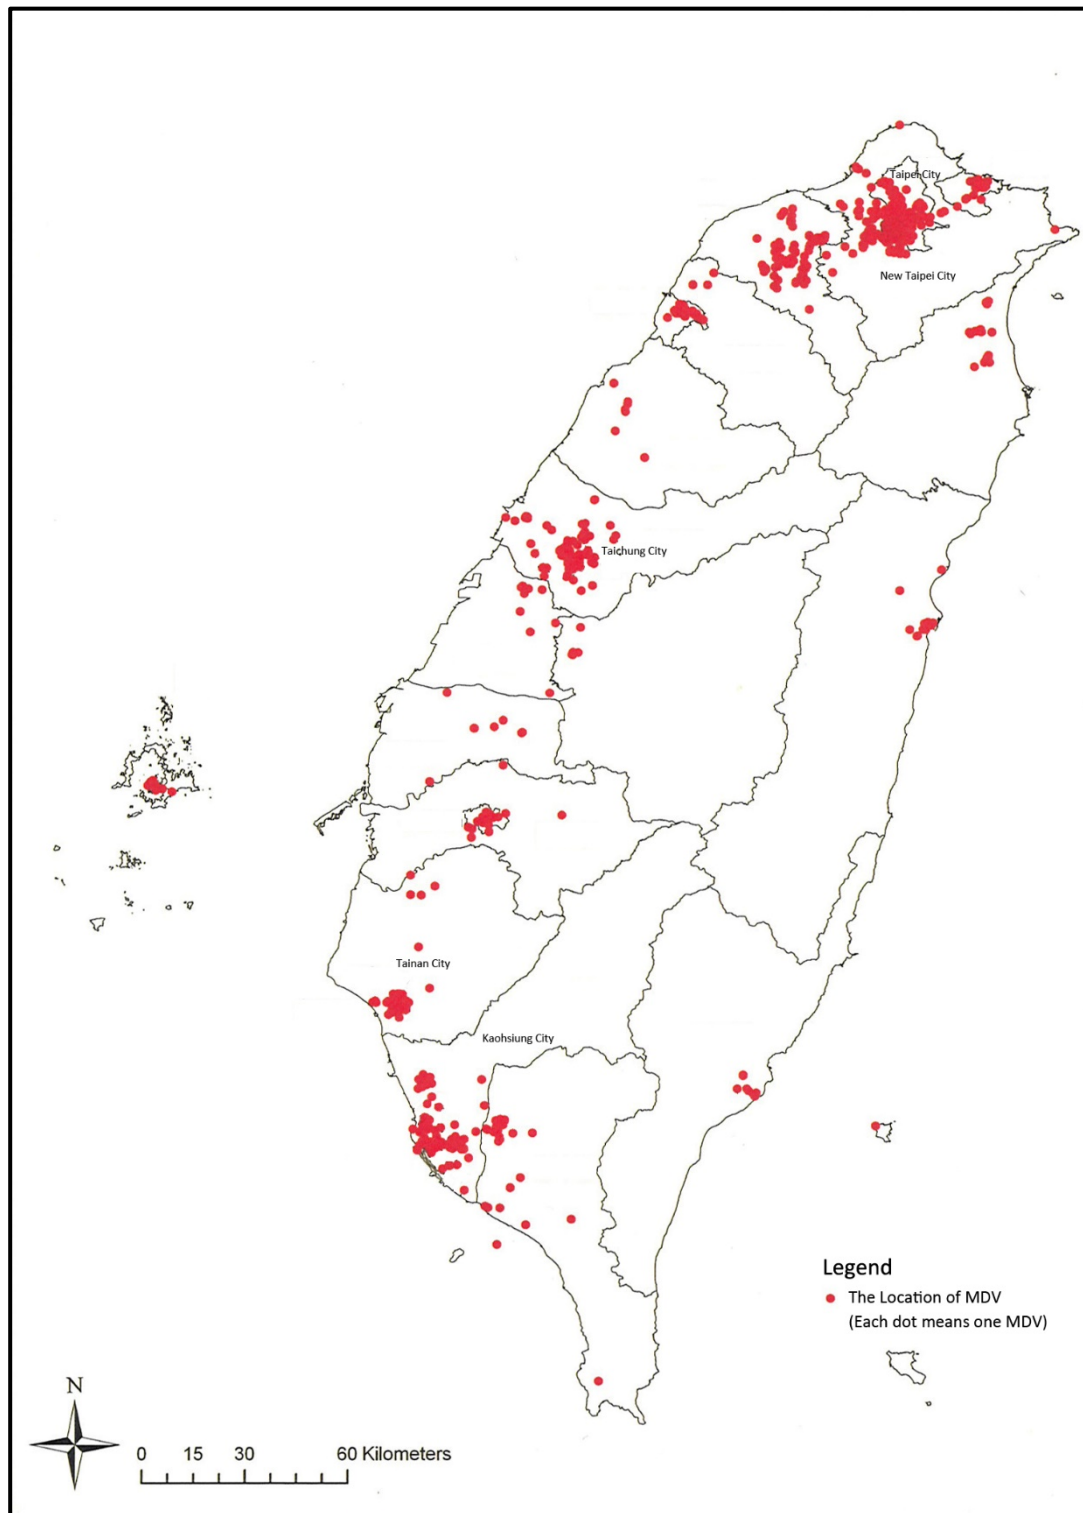 Taipei City
New Taipei City
Taichung City
Tainan City
Kaohsiung City
Legend
The Location of MDV
(Each dot means one MDV)
N
0 15 30 60 Kilometers